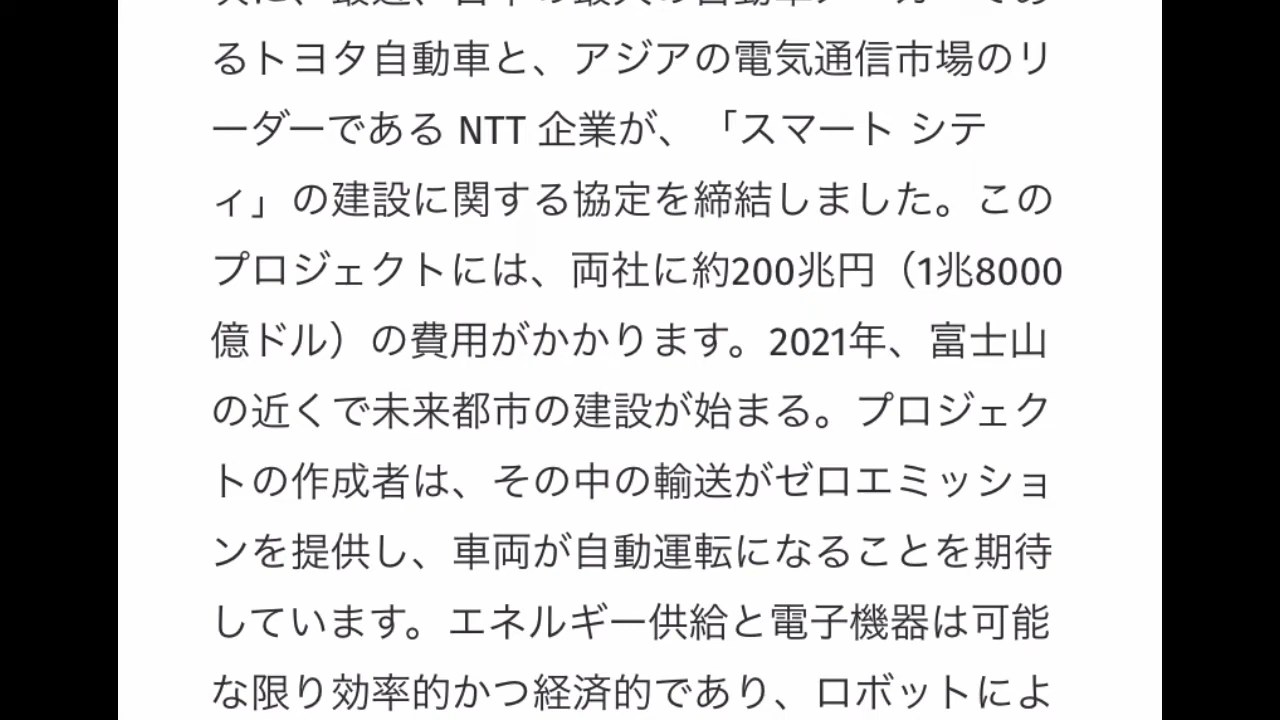 るトヨタ自動車と、アジアの電気通信市場のリ
ーダーである NTT 企業が、「スマート シテ
ィ」の建設に関する協定を締結しました。この
プロジェクトには、両社に約200兆円（1兆8000
億ドル）の費用がかかります。2021年、富士山
の近くで未来都市の建設が始まる。プロジェク
トの作成者は、その中の輸送がゼロエミッショ
ンを提供し、車両が自動運転になることを期待
しています。エネルギー供給と電子機器は可能
な限り効率的かつ経済的であり、ロボットによ